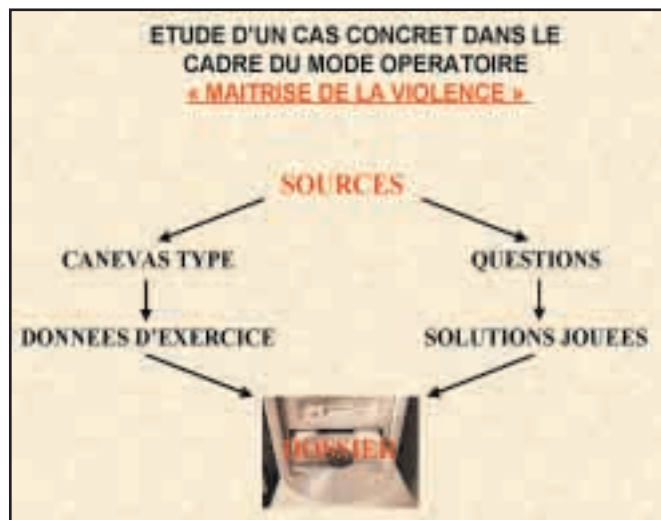 ETUDE D'UN CAS CONCRET DANS LE
CADRE DU MODE OPERATOIRE
« MAITRISE DE LA VIOLENCE »
SOURCES
CANEVAS TYPE
QUESTIONS
DONNEES D'EXERCICE
SOLUTIONS JOUEES
DOSSIER